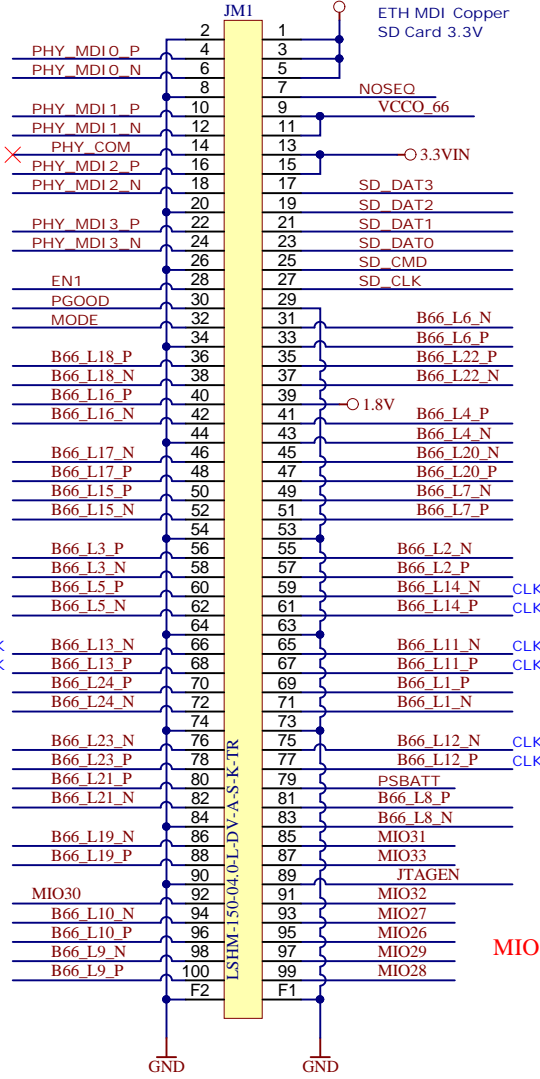 JM1
ETH MDI Copper
SD Card 3.3V
2 1
PHY_MDI0_P 4 3
PHY_MDI0_N 6 5
8 7 NOSEQ
PHY_MDI1_P 10 9 VCCO_66
PHY_MDI1_N 12 11
PHY_COM 14 13 3.3VIN
PHY_MDI2_P 16 15
PHY_MDI2_N 18 17 SD_DAT3
20 19 SD_DAT2
PHY_MDI3_P 22 21 SD_DAT1
PHY_MDI3_N 24 23 SD_DAT0
26 25 SD_CMD
EN1 28 27 SD_CLK
PGOOD 30 29
MODE 32 31 B66_L6_N
34 33 B66_L6_P
B66_L18_P 36 35 B66_L22_P
B66_L18_N 38 37 B66_L22_N
B66_L16_P 40 39 1.8V
B66_L16_N 42 41 B66_L4_P
44 43 B66_L4_N
B66_L17_N 46 45 B66_L20_N
B66_L17_P 48 47 B66_L20_P
B66_L15_P 50 49 B66_L7_N
B66_L15_N 52 51 B66_L7_P
54 53
B66_L3_P 56 55 B66_L2_N
B66_L3_N 58 57 B66_L2_P
B66_L5_P 60 59 B66_L14_N CLK
B66_L5_N 62 61 B66_L14_P CLK
64 63
K B66_L13_N 66 65 B66_L11_N CLK
K B66_L13_P 68 67 B66_L11_P CLK
B66_L24_P 70 69 B66_L1_P
B66_L24_N 72 71 B66_L1_N
74 73
B66_L23_N 76 75 B66_L12_N CLK
B66_L23_P 78 77 B66_L12_P CLK
B66_L21_P 80 79 PSBATT
B66_L21_N 82 81 B66_L8_P
84 83 B66_L8_N
B66_L19_N 86 85 MIO31
B66_L19_P 88 87 MIO33
90 89 JTAGEN
MIO30 92 91 MIO32
B66_L10_N 94 93 MIO27
B66_L10_P 96 95 MIO26
B66_L9_N 98 97 MIO29
B66_L9_P 100 99 MIO28
F2 F1
LSHM-150-04.0-L-DV-A-S-K-TR
MIO
GND GND